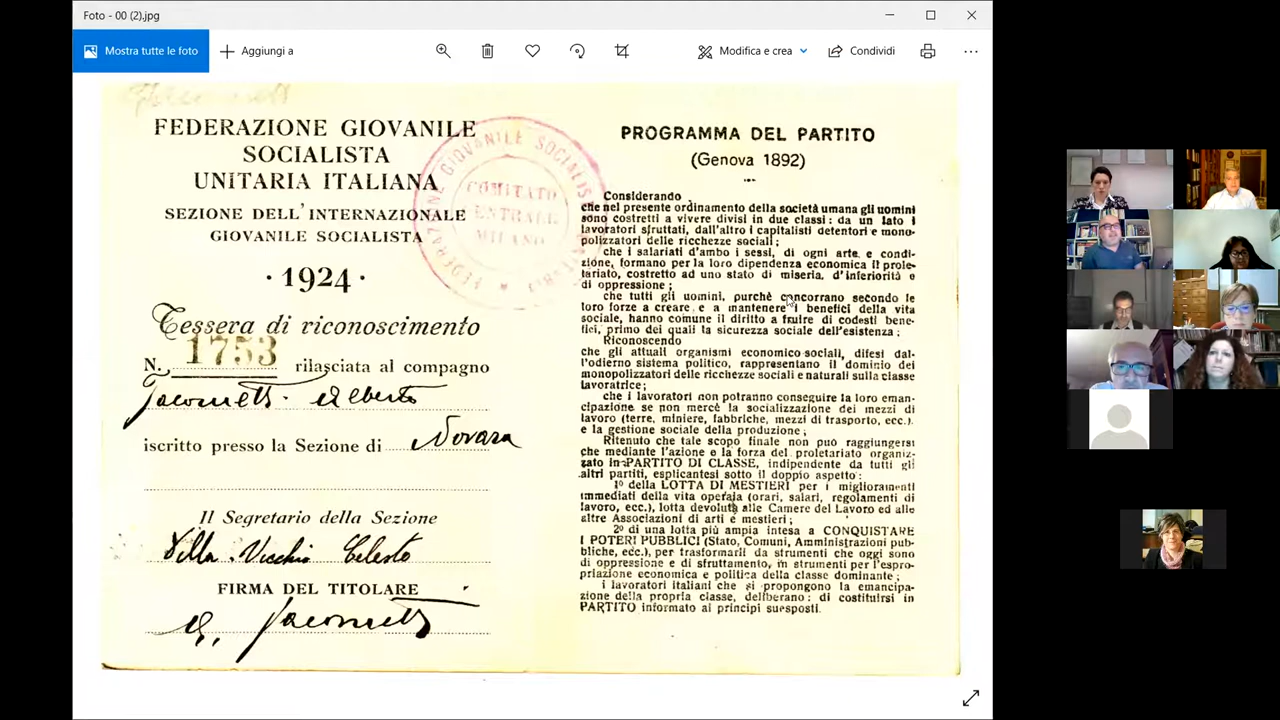 Foto - 00 (2).jpg
Mostra tutte le foto
Aggiungi a
Modifica e crea
Condividi
FEDERAZIONE GIOVANILE
SOCIALISTA
UNITARIA ITALIANA
SEZIONE DELL'INTERNAZIONALE
GIOVANILE SOCIALISTA
· 1924 ·
Tessera di riconoscimento
N. 1753 rilasciata al compagno
Jacometti Alberto
iscritto presso la Sezione di Novara
Il Segretario della Sezione
Villa Vecchio Celesto
FIRMA DEL TITOLARE
A. Jacometti
COMITATO
CENTRALE
MILANO
PROGRAMMA DEL PARTITO
(Genova 1892)
Considerando
che nel presente ordinamento della società umana gli uomini
sono costretti a vivere divisi in due classi: da un lato i
lavoratori sfruttati, dall'altro i capitalisti detentori e mono-
polizzatori delle ricchezze sociali;
che i salariati d'ambo i sessi, di ogni arte e condi-
zione, formano per la loro dipendenza economica il prole-
tariato, costretto ad uno stato di miseria, d'inferiorità e
di oppressione;
che tutti gli uomini, purchè concorrano secondo le
loro forze a creare e a mantenere i benefici della vita
sociale, hanno comune il diritto a fruire di codesti bene-
fici, primo dei quali la sicurezza sociale dell'esistenza;
Riconoscendo
che gli attuali organismi economico-sociali, difesi dal-
l'odierno sistema politico, rappresentano il dominio dei
monopolizzatori delle ricchezze sociali e naturali sulla classe
lavoratrice;
che i lavoratori non potranno conseguire la loro eman-
cipazione se non mercè la socializzazione dei mezzi di
lavoro (terre, miniere, fabbriche, mezzi di trasporto, ecc.)
e la gestione sociale della produzione;
Ritenuto che tale scopo finale non può raggiungersi
che mediante l'azione e la forza del proletariato organiz-
zato in PARTITO DI CLASSE, indipendente da tutti gli
altri partiti, esplicantesi sotto il doppio aspetto:
1º della LOTTA DI MESTIERI per i miglioramenti
immediati della vita operaia (orari, salari, regolamenti di
lavoro, ecc.), lotta devoluta alle Camere del Lavoro ed alle
altre Associazioni di arti e mestieri;
2º di una lotta più ampia intesa a CONQUISTARE
I POTERI PUBBLICI (Stato, Comuni, Amministrazioni pub-
bliche, ecc.), per trasformarli da strumenti che oggi sono
di oppressione e di sfruttamento, in strumenti per l'espro-
priazione economica e politica della classe dominante;
i lavoratori italiani che si propongono la emancipa-
zione della propria classe, deliberano: di costituirsi in
PARTITO informato ai principi suesposti.